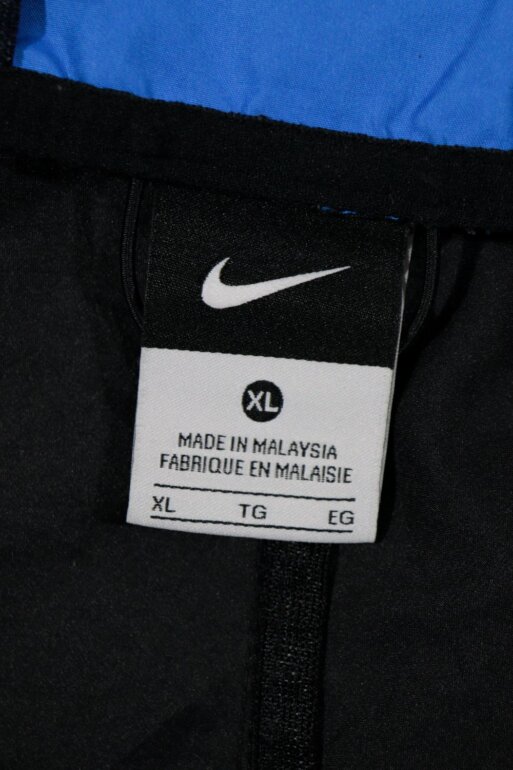 XL
MADE IN MALAYSIA
FABRIQUE EN MALAISIE
XL TG EG